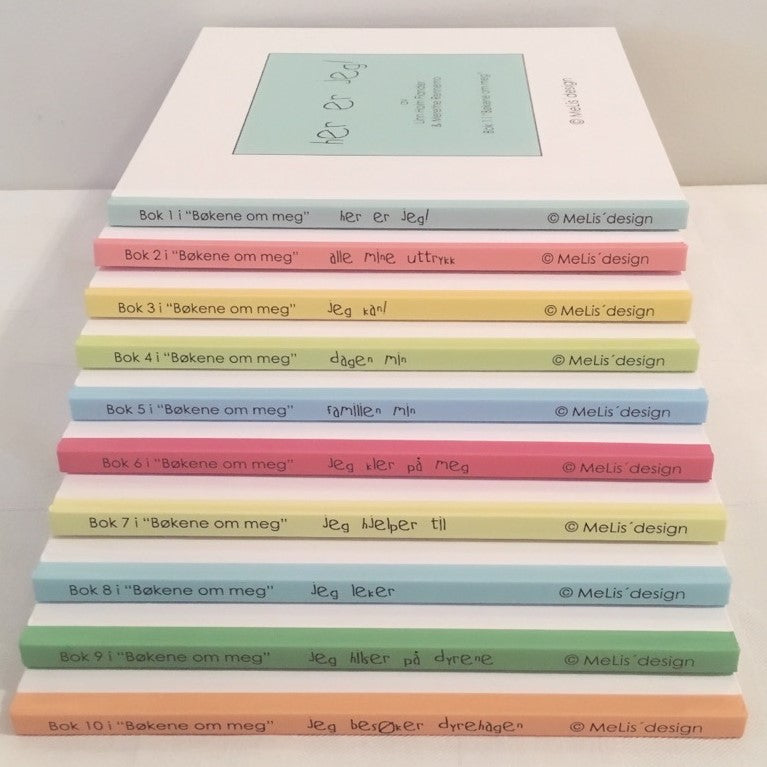 her er jeg!
av
Linn Holm Flander
& Merethe Rennemo
Bok 1 i "Bøkene om meg"
© MeLis´design
Bok 1 i "Bøkene om meg" her er jeg! © MeLis´design
Bok 2 i "Bøkene om meg" alle mine uttrykk © MeLis´design
Bok 3 i "Bøkene om meg" jeg kan! © MeLis´design
Bok 4 i "Bøkene om meg" dagen min © MeLis´design
Bok 5 i "Bøkene om meg" familien min © MeLis´design
Bok 6 i "Bøkene om meg" jeg kler på meg © MeLis´design
Bok 7 i "Bøkene om meg" jeg hjelper til © MeLis´design
Bok 8 i "Bøkene om meg" jeg leker © MeLis´design
Bok 9 i "Bøkene om meg" jeg hilser på dyrene © MeLis´design
Bok 10 i "Bøkene om meg" jeg besøker dyrehagen © MeLis´design